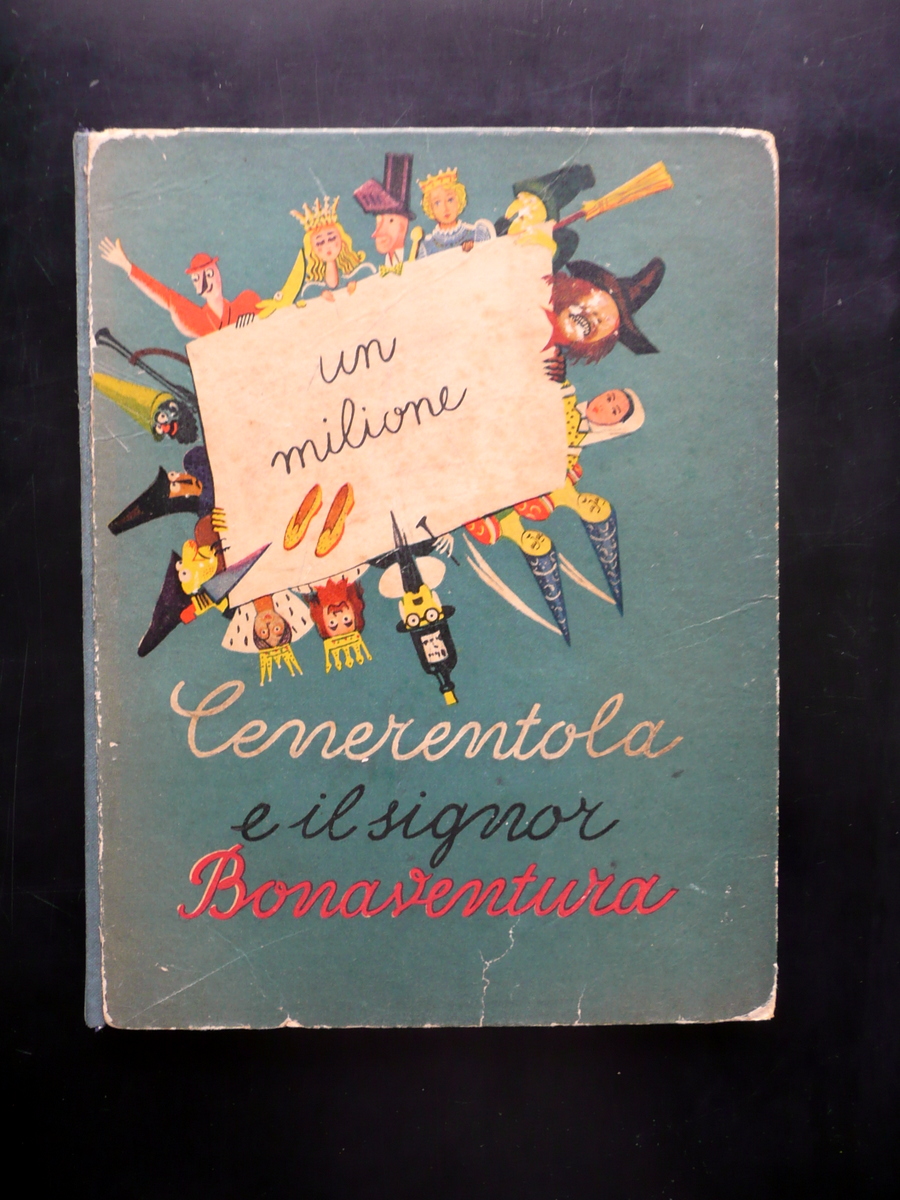 un
milione
Cenerentola
e il signor
Bonaventura